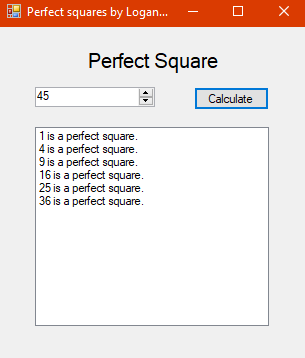 Perfect squares by Logan...
Perfect Square
45
Calculate
1 is a perfect square.
4 is a perfect square.
9 is a perfect square.
16 is a perfect square.
25 is a perfect square.
36 is a perfect square.